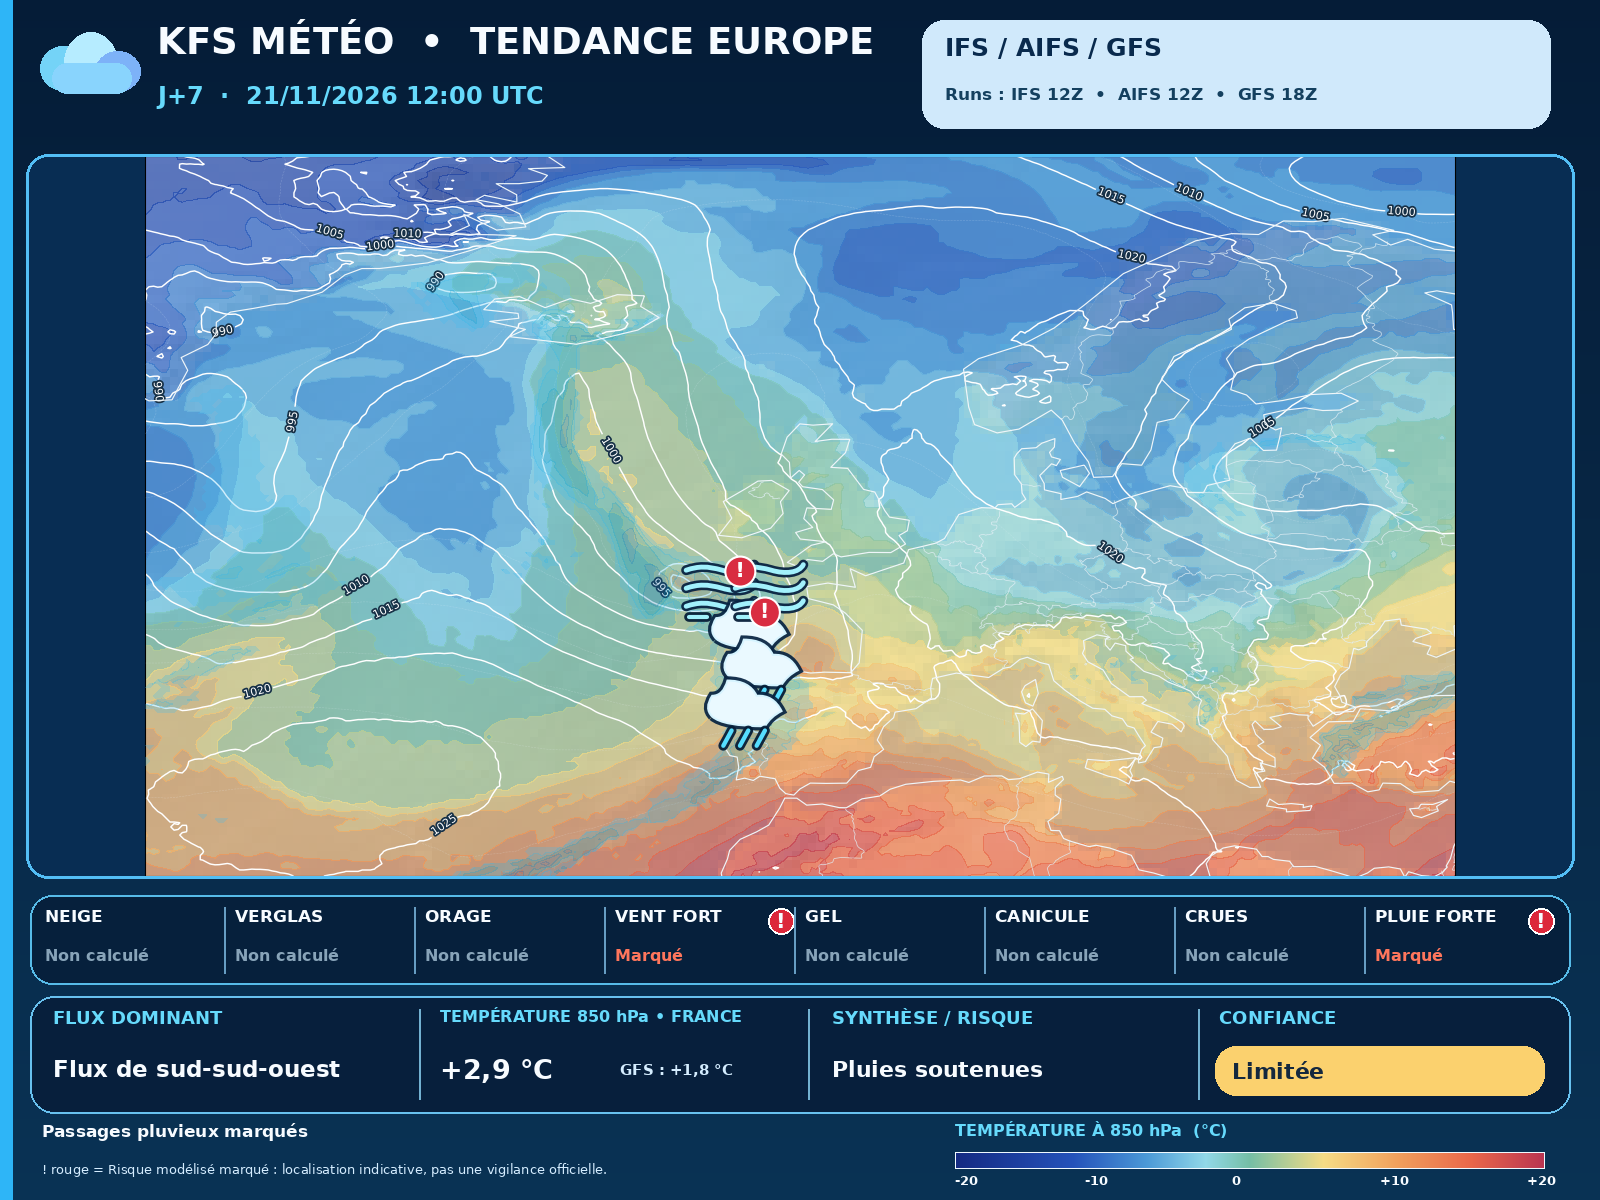 KFS MÉTÉO • TENDANCE EUROPE
J+7 · 21/11/2026 12:00 UTC
IFS / AIFS / GFS
Runs : IFS 12Z • AIFS 12Z • GFS 18Z
1015
1010
1005
1000
1005
1010
1000
1020
990
990
990
995
1000
1005
1020
995
1010
1015
1020
1025
!
!
NEIGE
Non calculé
VERGLAS
Non calculé
ORAGE
Non calculé
VENT FORT !
Marqué
GEL
Non calculé
CANICULE
Non calculé
CRUES
Non calculé
PLUIE FORTE !
Marqué
FLUX DOMINANT
Flux de sud-sud-ouest
TEMPÉRATURE 850 hPa • FRANCE
+2,9 °C GFS : +1,8 °C
SYNTHÈSE / RISQUE
Pluies soutenues
CONFIANCE
Limitée
Passages pluvieux marqués
! rouge = Risque modélisé marqué : localisation indicative, pas une vigilance officielle.
TEMPÉRATURE À 850 hPa (°C)
-20 -10 0 +10 +20